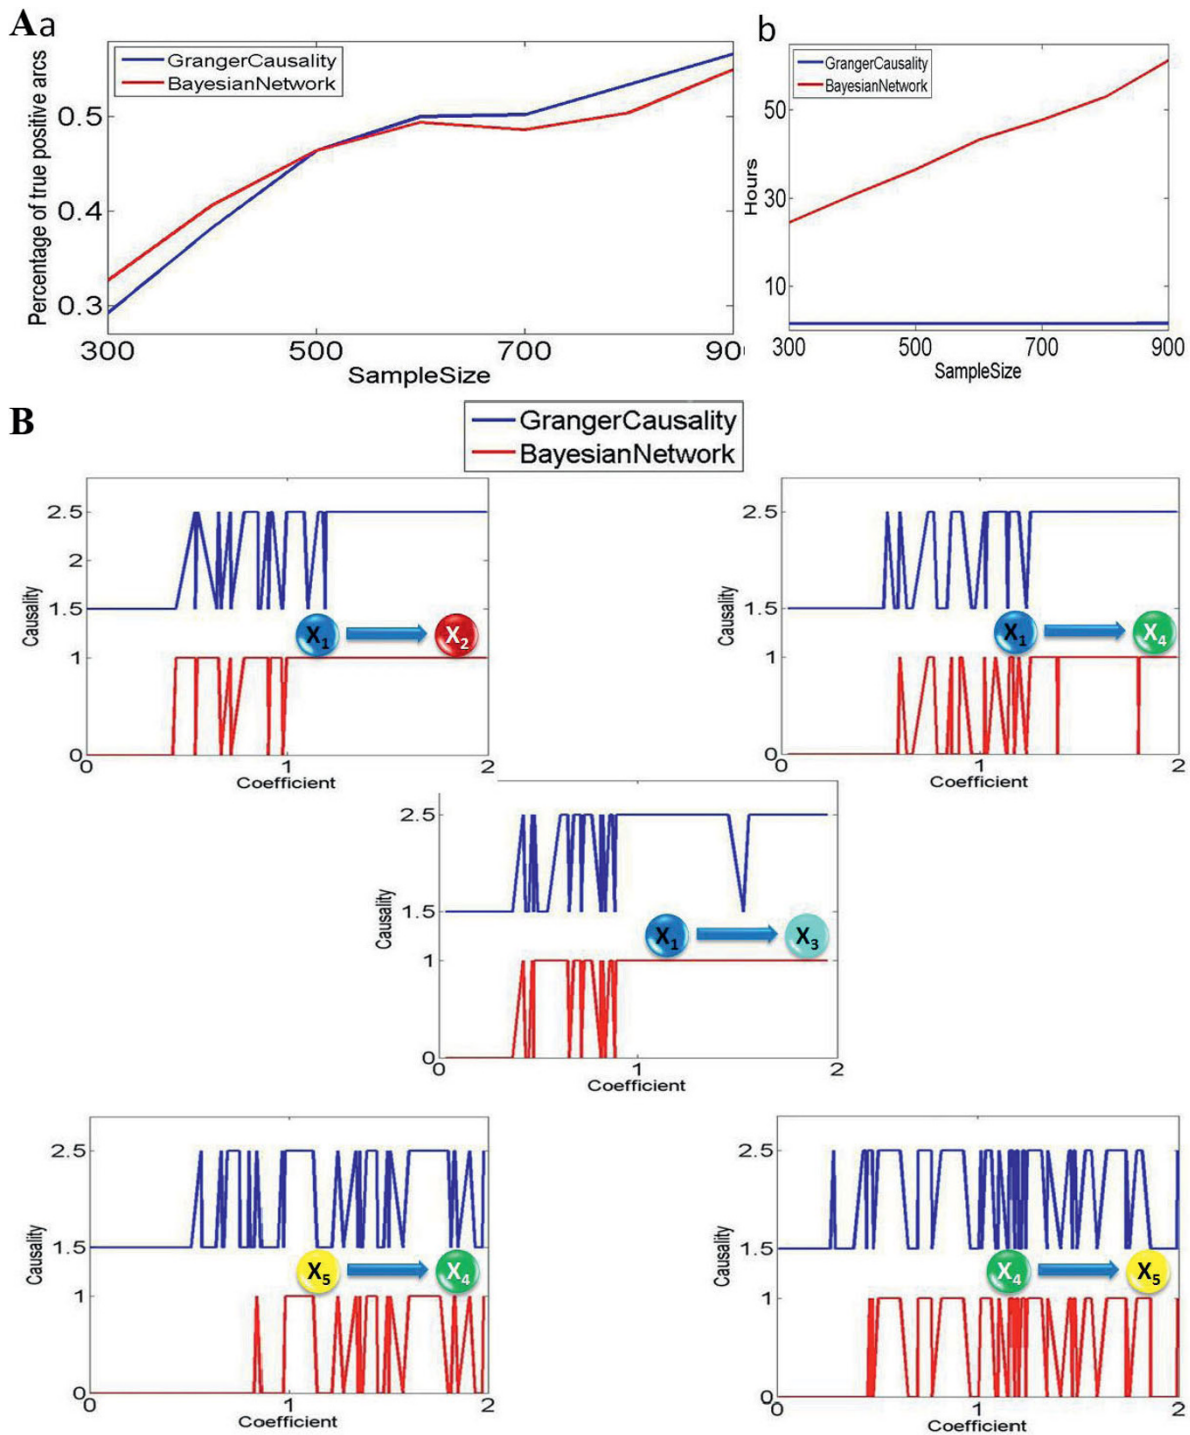 Aa
GrangerCausality
BayesianNetwork
Percentage of true positive arcs
0.5
0.4
0.3
300
500
700
90
SampleSize
b
GrangerCausality
BayesianNetwork
Hours
50
30
10
300
500
700
900
SampleSize
B
GrangerCausality
BayesianNetwork
Causality
2.5
2
1.5
1
0
0
1
2
Coefficient
X1
X2
Causality
2.5
1.5
1
0
0
1
2
Coefficient
X1
X4
Causality
2.5
1.5
1
0
0
1
2
Coefficient
X1
X3
Causality
2.5
1.5
1
0
0
1
2
Coefficient
X5
X4
Causality
2.5
1.5
1
0
0
1
2
Coefficient
X4
X5